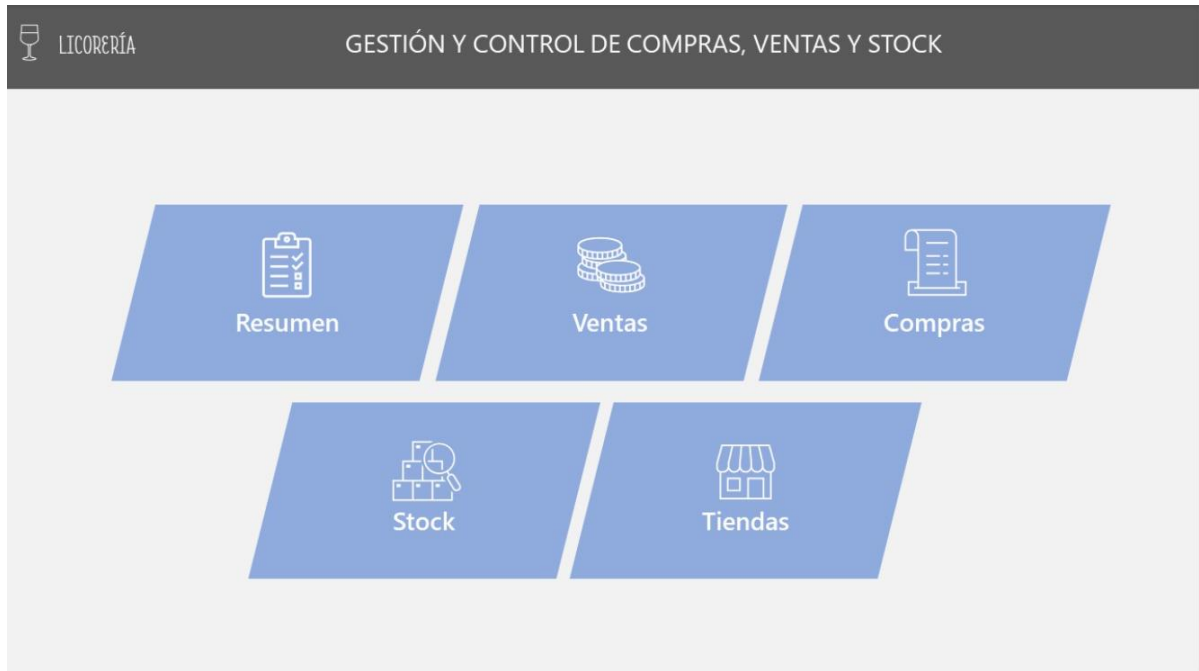 LICORERÍA
GESTIÓN Y CONTROL DE COMPRAS, VENTAS Y STOCK
Resumen
Ventas
Compras
Stock
Tiendas